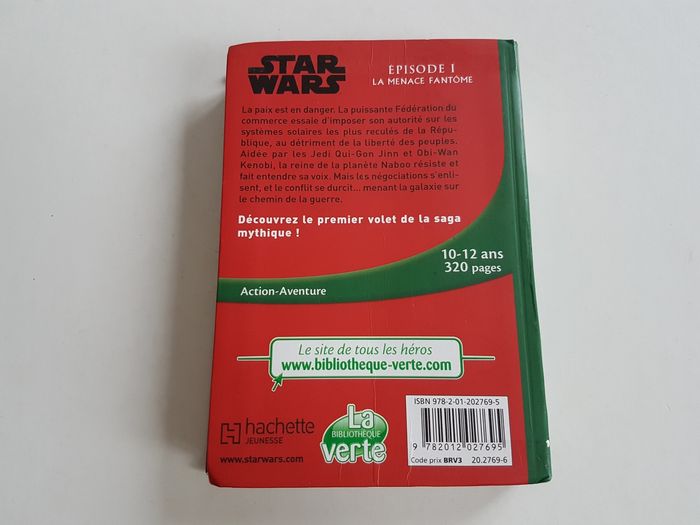 STAR
WARS
ÉPISODE I
LA MENACE FANTÔME
La paix est en danger. La puissante Fédération du
commerce essaie d'imposer son autorité sur les
systèmes solaires les plus reculés de la Répu-
blique, au détriment de la liberté des peuples.
Aidée par les Jedi Qui-Gon Jinn et Obi-Wan
Kenobi, la reine de la planète Naboo résiste et
fait entendre sa voix. Mais les négociations s'enli-
sent, et le conflit se durcit... menant la galaxie sur
le chemin de la guerre.
Découvrez le premier volet de la saga
mythique !
10-12 ans
320 pages
Action-Aventure
Le site de tous les héros
www.bibliotheque-verte.com
hachette
JEUNESSE
www.starwars.com
La
BIBLIOTHÈQUE
verte
ISBN 978-2-01-202769-5
9 782012 027695
Code prix BRV3 20.2769-6